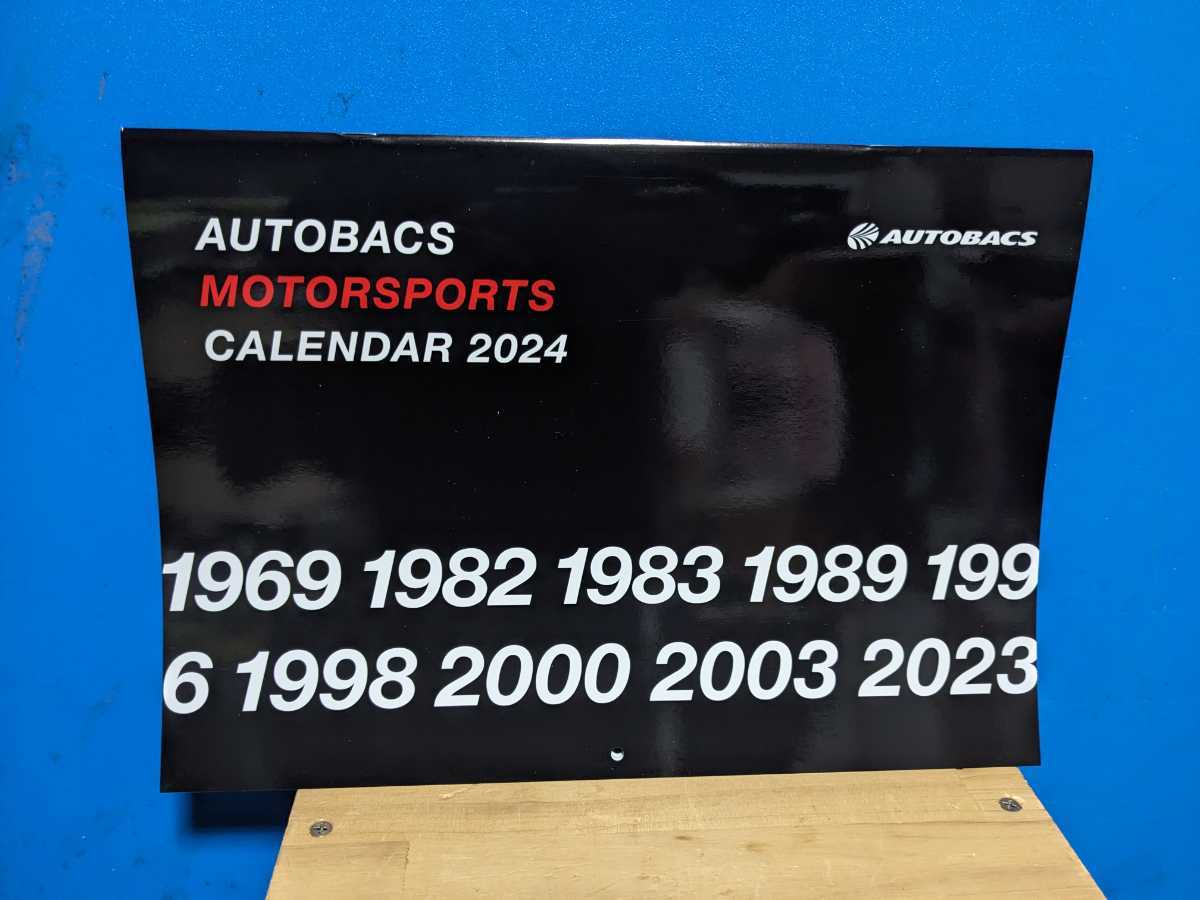 AUTOBACS
AUTOBACS
MOTORSPORTS
CALENDAR 2024
1969 1982 1983 1989 199
6 1998 2000 2003 2023